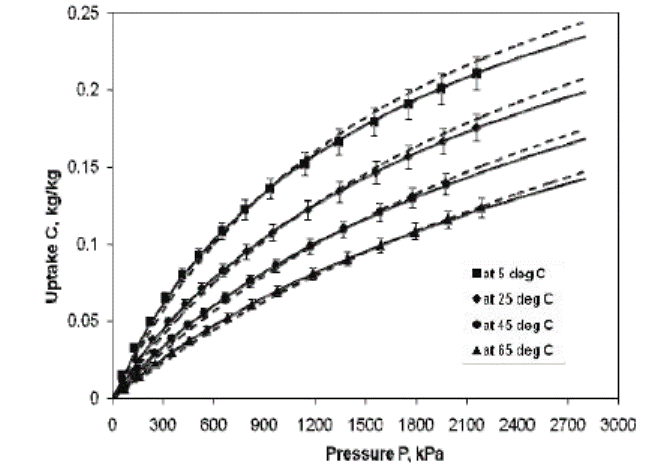 0.25
0.2
0.15
0.1
0.05
0
Uptake C, kg/kg
at 5 deg C
at 25 deg C
at 45 deg C
at 65 deg C
0 300 600 900 1200 1500 1800 2100 2400 2700 3000
Pressure P, kPa